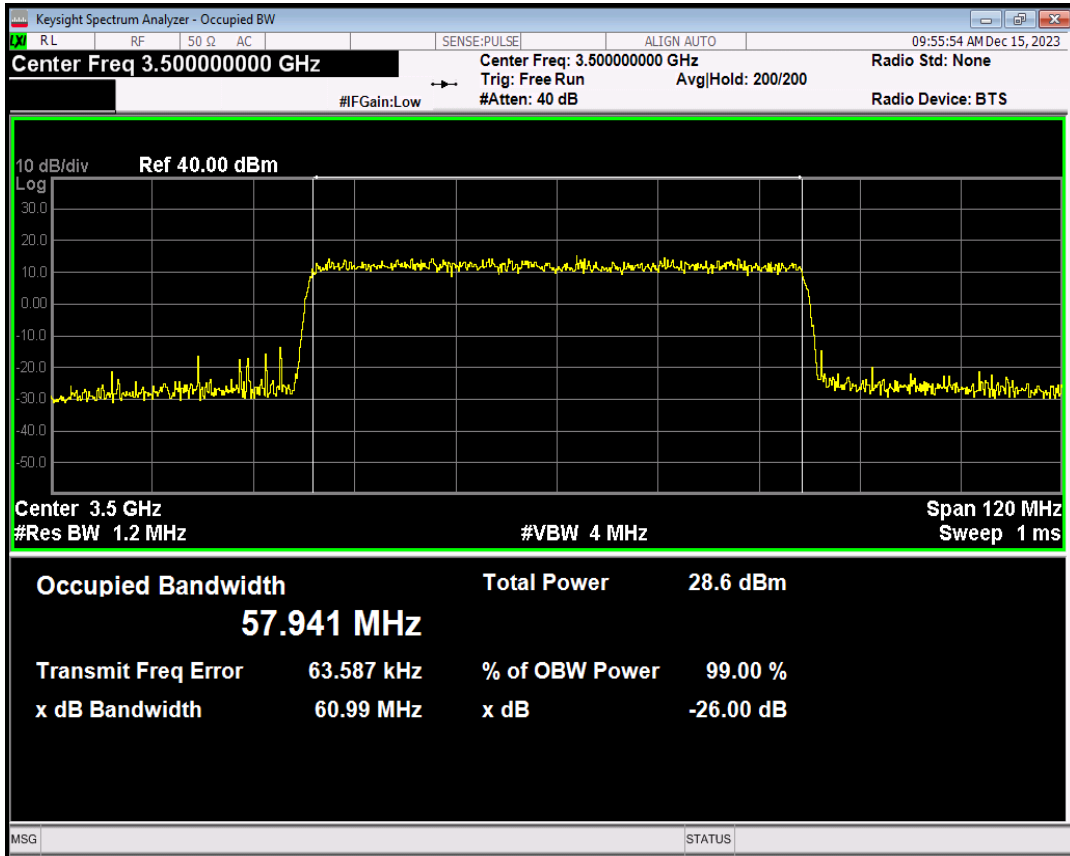 Keysight Spectrum Analyzer - Occupied BW
LXI RL RF 50 Ω AC SENSE:PULSE ALIGN AUTO 09:55:54 AM Dec 15, 2023
Center Freq 3.500000000 GHz Center Freq: 3.500000000 GHz Radio Std: None
Trig: Free Run Avg|Hold: 200/200
#IFGain:Low #Atten: 40 dB Radio Device: BTS
10 dB/div Ref 40.00 dBm
Log
30.0
20.0
10.0
0.00
-10.0
-20.0
-30.0
-40.0
-50.0
Center 3.5 GHz Span 120 MHz
#Res BW 1.2 MHz #VBW 4 MHz Sweep 1 ms
Occupied Bandwidth Total Power 28.6 dBm
57.941 MHz
Transmit Freq Error 63.587 kHz % of OBW Power 99.00 %
x dB Bandwidth 60.99 MHz x dB -26.00 dB
MSG STATUS